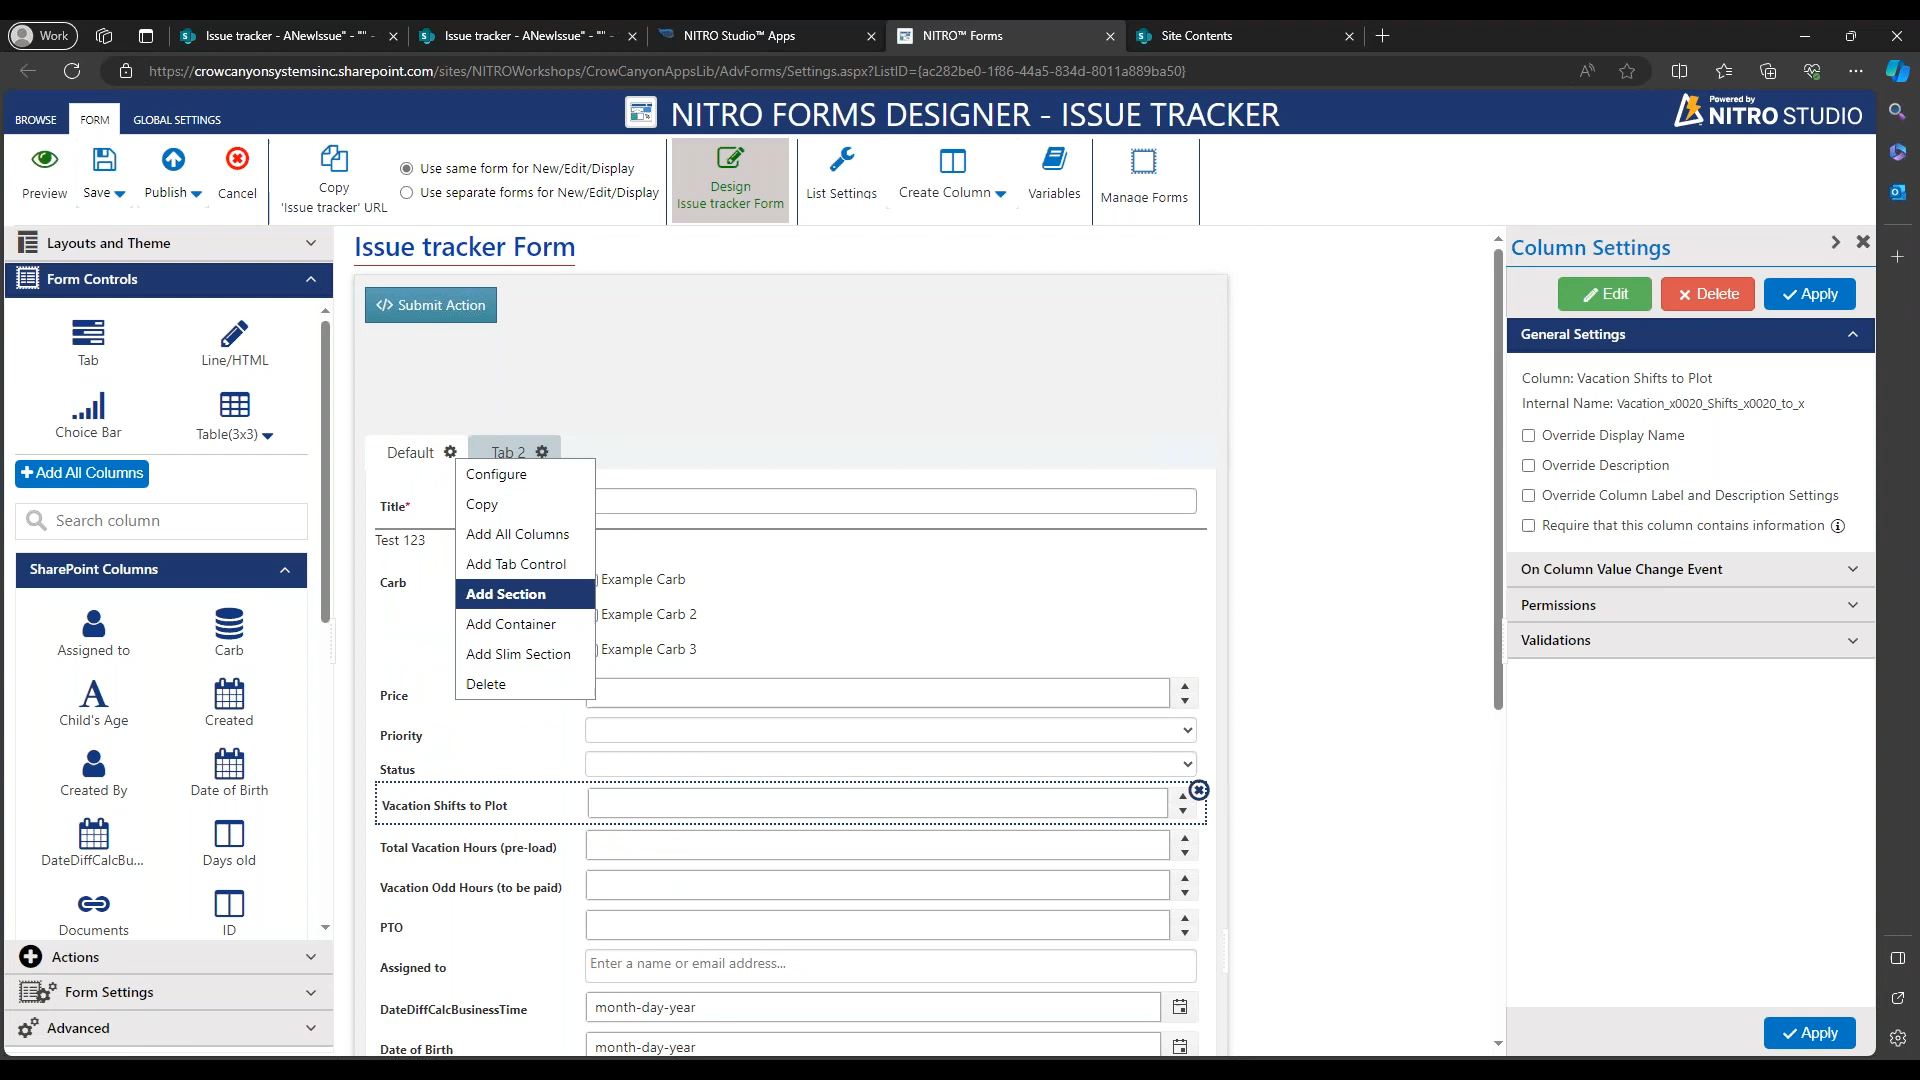 Work
Issue tracker - ANewIssue" - "" -
Issue tracker - ANewIssue" - "" -
NITRO Studio™ Apps
NITRO™ Forms
Site Contents
https://crowcanyonsystemsinc.sharepoint.com/sites/NITROWorkshops/CrowCanyonAppsLib/AdvForms/Settings.aspx?ListID={ac282be0-1f86-44a5-834d-8011a889ba50}
BROWSE
FORM
GLOBAL SETTINGS
NITRO FORMS DESIGNER - ISSUE TRACKER
Powered by
NITRO STUDIO
Preview
Save
Publish
Cancel
Copy
'Issue tracker' URL
Use same form for New/Edit/Display
Use separate forms for New/Edit/Display
Design
Issue tracker Form
List Settings
Create Column
Variables
Manage Forms
Layouts and Theme
Form Controls
Tab
Line/HTML
Choice Bar
Table(3x3)
Add All Columns
Search column
SharePoint Columns
Assigned to
Carb
Child's Age
Created
Created By
Date of Birth
DateDiffCalcBu...
Days old
Documents
ID
Actions
Form Settings
Advanced
Issue tracker Form
</> Submit Action
Default
Tab 2
Configure
Copy
Add All Columns
Add Tab Control
Add Section
Add Container
Add Slim Section
Delete
Title*
Test 123
Carb
Example Carb
Example Carb 2
Example Carb 3
Price
Priority
Status
Vacation Shifts to Plot
Total Vacation Hours (pre-load)
Vacation Odd Hours (to be paid)
PTO
Assigned to
Enter a name or email address...
DateDiffCalcBusinessTime
month-day-year
Date of Birth
month-day-year
Column Settings
Edit
Delete
Apply
General Settings
Column: Vacation Shifts to Plot
Internal Name: Vacation_x0020_Shifts_x0020_to_x
Override Display Name
Override Description
Override Column Label and Description Settings
Require that this column contains information
On Column Value Change Event
Permissions
Validations
Apply